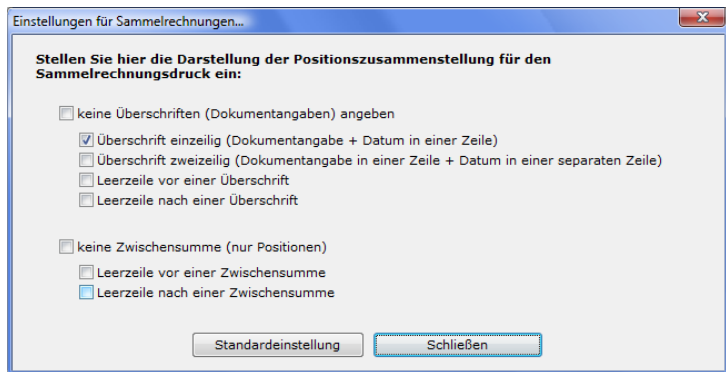 Einstellungen für Sammelrechnungen...
Stellen Sie hier die Darstellung der Positionszusammenstellung für den
Sammelrechnungsdruck ein:
keine Überschriften (Dokumentangaben) angeben
Überschrift einzeilig (Dokumentangabe + Datum in einer Zeile)
Überschrift zweizeilig (Dokumentangabe in einer Zeile + Datum in einer separaten Zeile)
Leerzeile vor einer Überschrift
Leerzeile nach einer Überschrift
keine Zwischensumme (nur Positionen)
Leerzeile vor einer Zwischensumme
Leerzeile nach einer Zwischensumme
Standardeinstellung Schließen